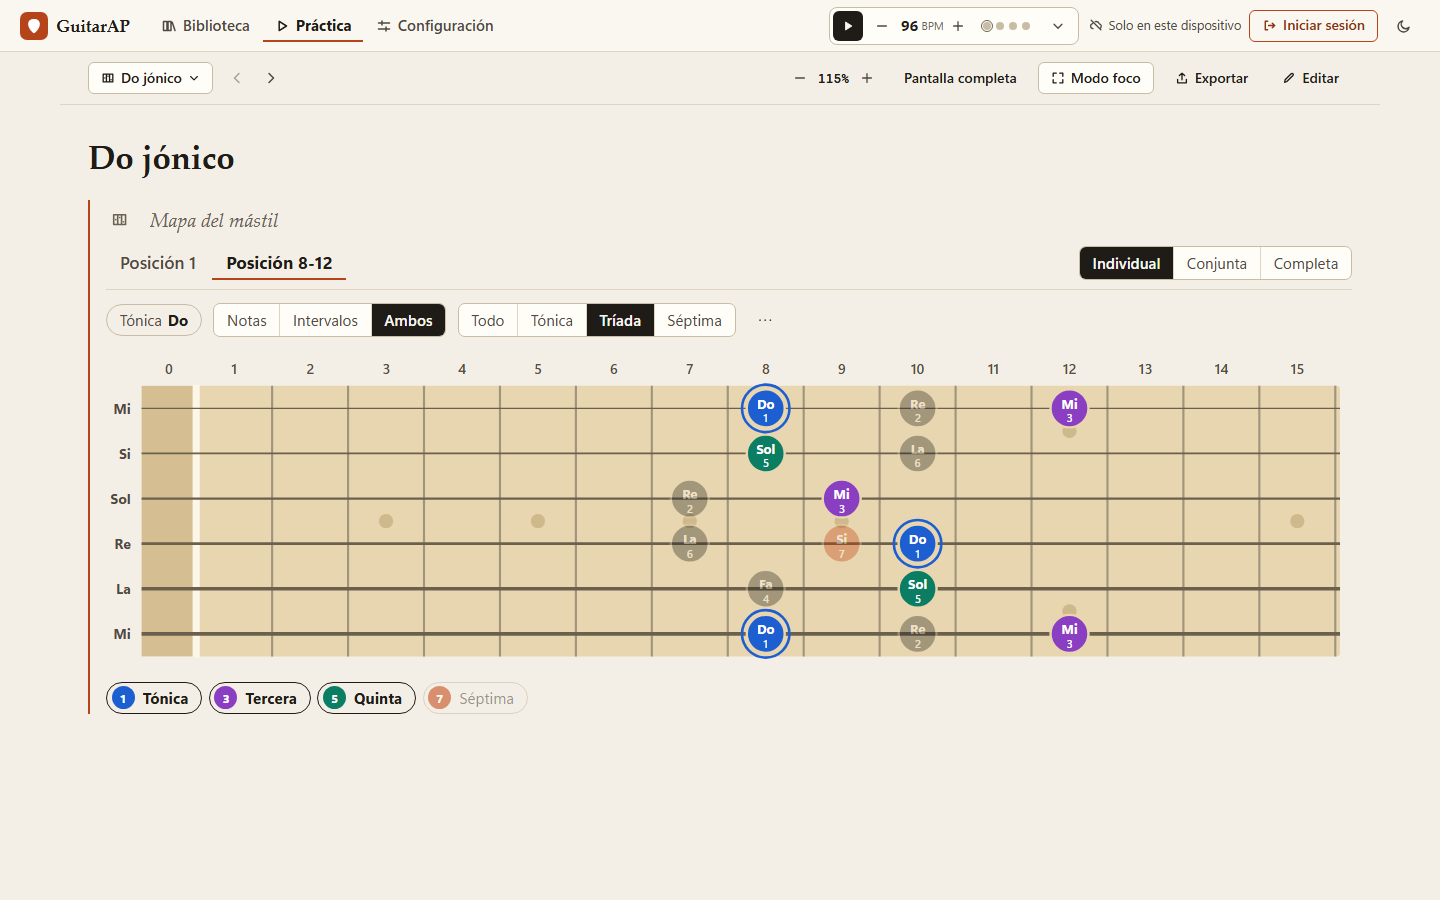 GuitarAP Biblioteca Práctica Configuración 96 BPM Solo en este dispositivo Iniciar sesión
Do jónico 115% Pantalla completa Modo foco Exportar Editar
Do jónico
Mapa del mástil
Posición 1 Posición 8-12 Individual Conjunta Completa
Tónica Do Notas Intervalos Ambos Todo Tónica Tríada Séptima ...
0 1 2 3 4 5 6 7 8 9 10 11 12 13 14 15
Mi Do 1 Re 2 Mi 3
Si Sol 5 La 6
Sol Re 2 Mi 3
Re La 6 Si 7 Do 1
La Fa 4 Sol 5
Mi Do 1 Re 2 Mi 3
1 Tónica 3 Tercera 5 Quinta 7 Séptima